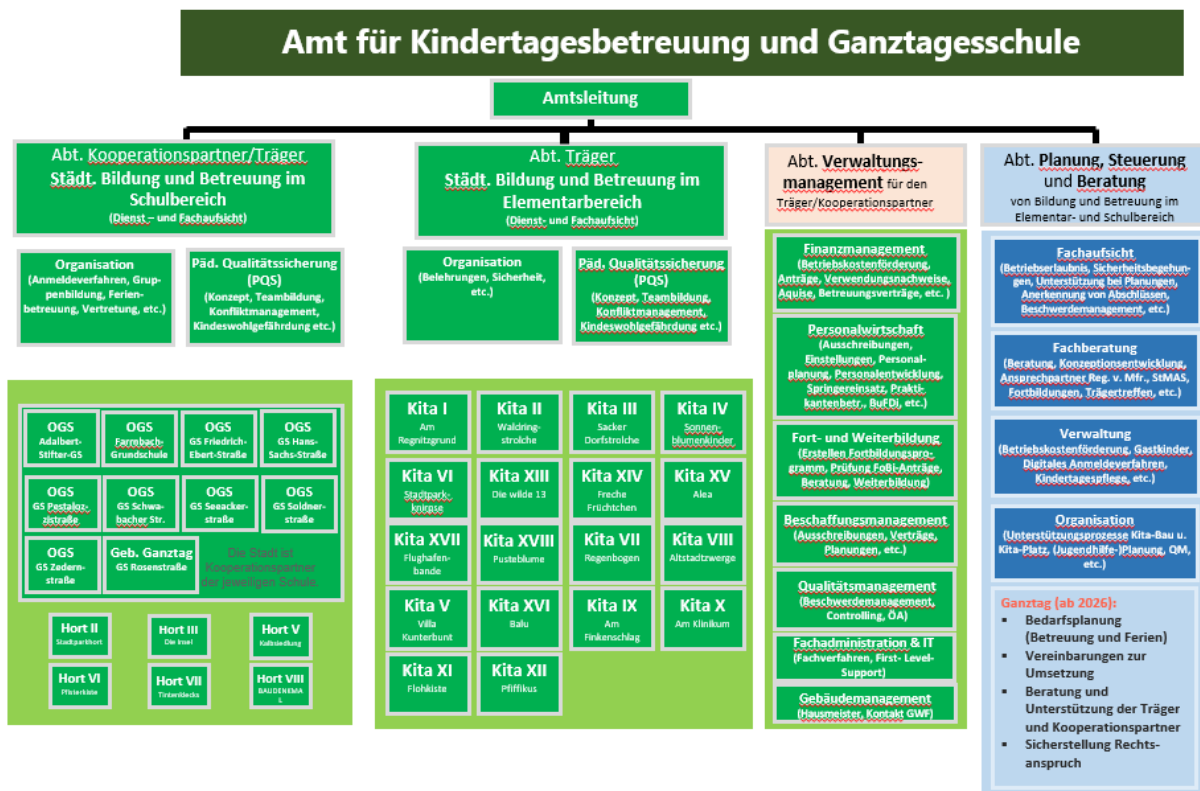 Amt für Kindertagesbetreuung und Ganztagesschule
Amtsleitung
Abt. Kooperationspartner/Träger
Städt. Bildung und Betreuung im
Schulbereich
(Dienst – und Fachaufsicht)
Organisation
(Anmeldeverfahren, Grup-
penbildung, Ferien-
betreuung, Vertretung, etc.)
Päd. Qualitätssicherung
(PQS)
(Konzept, Teambildung,
Konfliktmanagement,
Kindeswohlgefährdung etc.)
OGS
Adalbert-
Stifter-GS
OGS
Farrnbach-
Grundschule
OGS
GS Friedrich-
Ebert-Straße
OGS
GS Hans-
Sachs-Straße
OGS
GS Pestaloz-
zistraße
OGS
GS Schwa-
bacher Str.
OGS
GS Seeacker-
straße
OGS
GS Soldner-
straße
OGS
GS Zedern-
straße
Geb. Ganztag
GS Rosenstraße
Die Stadt ist
Kooperationspartner
der jeweiligen Schule
Hort II
Stadtparkhort
Hort III
Die Insel
Hort V
Kalbsiedlung
Hort VI
Pfisterkiste
Hort VII
Tintenklecks
Hort VIII
BAUDENKMA
L
Abt. Träger
Städt. Bildung und Betreuung im
Elementarbereich
(Dienst- und Fachaufsicht)
Organisation
(Belehrungen, Sicherheit,
etc.)
Päd. Qualitätssicherung
(PQS)
(Konzept, Teambildung,
Konfliktmanagement,
Kindeswohlgefährdung etc.)
Kita I
Am
Regnitzgrund
Kita II
Waldring-
strolche
Kita III
Sacker
Dorfstrolche
Kita IV
Sonnen-
blumenkinder
Kita VI
Stadtpark-
knirpse
Kita XIII
Die wilde 13
Kita XIV
Freche
Früchtchen
Kita XV
Alea
Kita XVII
Flughafen-
bande
Kita XVIII
Pusteblume
Kita VII
Regenbogen
Kita VIII
Altstadtzwerge
Kita V
Villa
Kunterbunt
Kita XVI
Balu
Kita IX
Am
Finkenschlag
Kita X
Am Klinikum
Kita XI
Flohkiste
Kita XII
Pfiffikus
Abt. Verwaltungs-
management für den
Träger/Kooperationspartner
Finanzmanagement
(Betriebskostenförderung,
Anträge, Verwendungsnachweise,
Aquise, Betreuungsverträge, etc. )
Personalwirtschaft
(Ausschreibungen,
Einstellungen, Personal-
planung, Personalentwicklung,
Springereinsatz, Prakti-
kantenbetr., BuFDi, etc.)
Fort- und Weiterbildung
(Erstellen Fortbildungspro-
gramm, Prüfung FoBi-Anträge,
Beratung, Weiterbildung)
Beschaffungsmanagement
(Ausschreibungen, Verträge,
Planungen, etc.)
Qualitätsmanagement
(Beschwerdemanagement,
Controlling, ÖA)
Fachadministration & IT
(Fachverfahren, First- Level-
Support)
Gebäudemanagement
(Hausmeister, Kontakt GWF)
Abt. Planung, Steuerung
und Beratung
von Bildung und Betreuung im
Elementar- und Schulbereich
Fachaufsicht
(Betriebserlaubnis, Sicherheitsbegehun-
gen, Unterstützung bei Planungen,
Anerkennung von Abschlüssen,
Beschwerdemanagement, etc.)
Fachberatung
(Beratung, Konzeptionsentwicklung,
Ansprechpartner Reg. v. Mfr., StMAS,
Fortbildungen, Trägertreffen, etc.)
Verwaltung
(Betriebskostenförderung, Gastkinder,
Digitales Anmeldeverfahren,
Kindertagespflege, etc.)
Organisation
(Unterstützungsprozesse Kita-Bau u.
Kita-Platz, (Jugendhilfe-)Planung, QM,
etc.)
Ganztag (ab 2026):
▪ Bedarfsplanung
(Betreuung und Ferien)
▪ Vereinbarungen zur
Umsetzung
▪ Beratung und
Unterstützung der Träger
und Kooperationspartner
▪ Sicherstellung Rechts-
anspruch